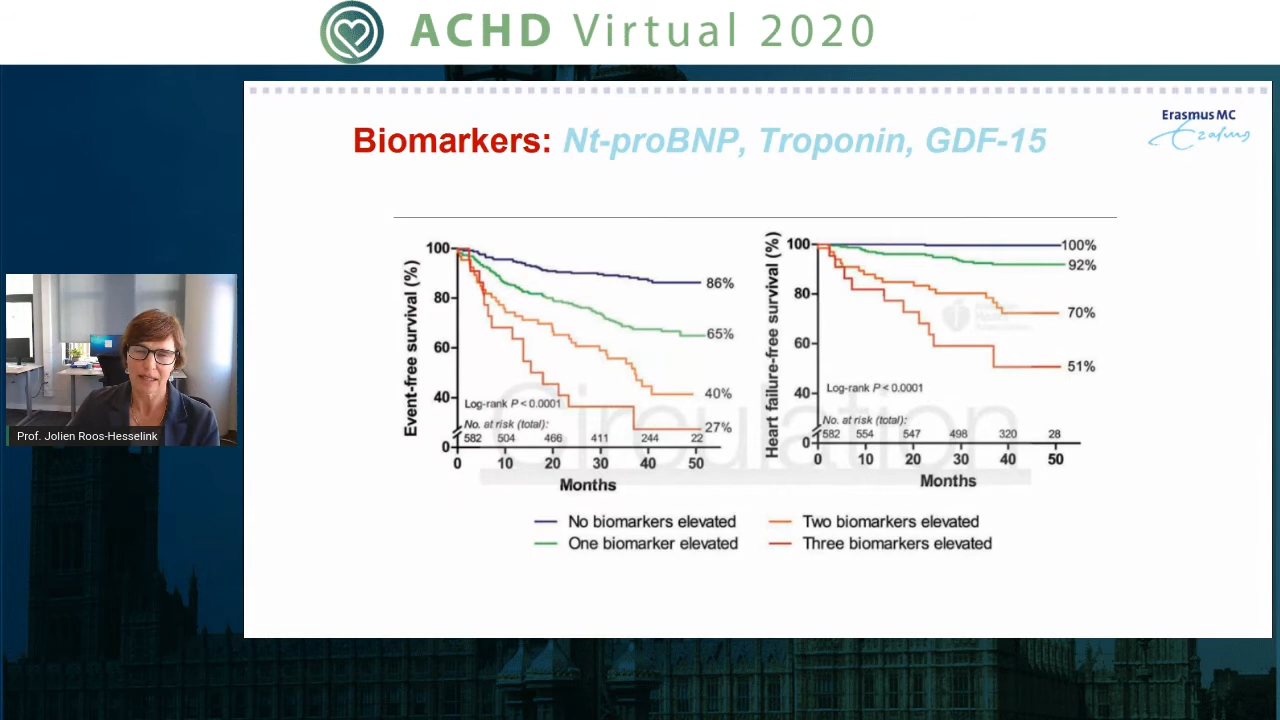 ACHD Virtual 2020
Biomarkers: Nt-proBNP, Troponin, GDF-15
Erasmus MC
Erasmus
Event-free survival (%)
100
80
60
40
0
86%
65%
40%
27%
Log-rank P < 0.0001
No. at risk (total):
582 504 466 411 244 22
0 10 20 30 40 50
Months
Heart failure-free survival (%)
100
80
60
40
0
100%
92%
70%
51%
Log-rank P < 0.0001
No. at risk (total):
582 554 547 498 320 28
0 10 20 30 40 50
Months
Circulation
No biomarkers elevated
Two biomarkers elevated
One biomarker elevated
Three biomarkers elevated
Prof. Jolien Roos-Hesselink